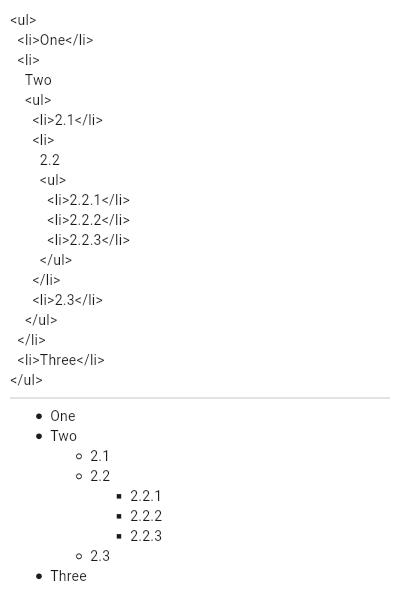 <ul>
<li>One</li>
<li>
Two
<ul>
<li>2.1</li>
<li>
2.2
<ul>
<li>2.2.1</li>
<li>2.2.2</li>
<li>2.2.3</li>
</ul>
</li>
<li>2.3</li>
</ul>
</li>
<li>Three</li>
</ul>
One
Two
2.1
2.2
2.2.1
2.2.2
2.2.3
2.3
Three